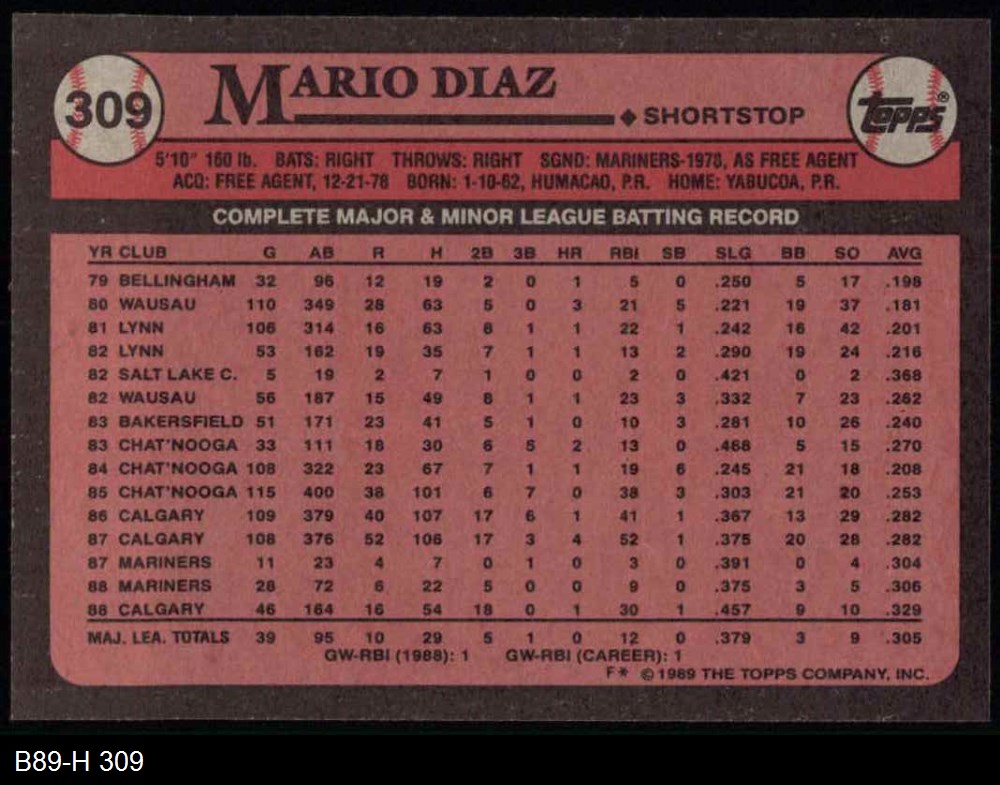 309
MARIO DIAZ
◆ SHORTSTOP
Topps®
5'10" 160 lb. BATS: RIGHT THROWS: RIGHT SGND: MARINERS-1978, AS FREE AGENT
ACQ: FREE AGENT, 12-21-78 BORN: 1-10-62, HUMACAO, P.R. HOME: YABUCOA, P.R.
COMPLETE MAJOR & MINOR LEAGUE BATTING RECORD
YR CLUB G AB R H 2B 3B HR RBI SB SLG BB SO AVG
79 BELLINGHAM 32 96 12 19 2 0 1 5 0 .250 5 17 .198
80 WAUSAU 110 349 28 63 5 0 3 21 5 .221 19 37 .181
81 LYNN 106 314 16 63 8 1 1 22 1 .242 16 42 .201
82 LYNN 53 162 19 35 7 1 1 13 2 .290 19 24 .216
82 SALT LAKE C. 5 19 2 7 1 0 0 2 0 .421 0 2 .368
82 WAUSAU 56 187 15 49 8 1 1 23 3 .332 7 23 .262
83 BAKERSFIELD 51 171 23 41 5 1 0 10 3 .281 10 26 .240
83 CHAT'NOOGA 33 111 18 30 6 5 2 13 0 .468 5 15 .270
84 CHAT'NOOGA 108 322 23 67 7 1 1 19 6 .245 21 18 .208
85 CHAT'NOOGA 115 400 38 101 6 7 0 38 3 .303 21 20 .253
86 CALGARY 109 379 40 107 17 6 1 41 1 .367 13 29 .282
87 CALGARY 108 376 52 106 17 3 4 52 1 .375 20 28 .282
87 MARINERS 11 23 4 7 0 1 0 3 0 .391 0 4 .304
88 MARINERS 28 72 6 22 5 0 0 9 0 .375 3 5 .306
88 CALGARY 46 164 16 54 18 0 1 30 1 .457 9 10 .329
MAJ. LEA. TOTALS 39 95 10 29 5 1 0 12 0 .379 3 9 .305
GW-RBI (1988): 1 GW-RBI (CAREER): 1
F* © 1989 THE TOPPS COMPANY, INC.
B89-H 309